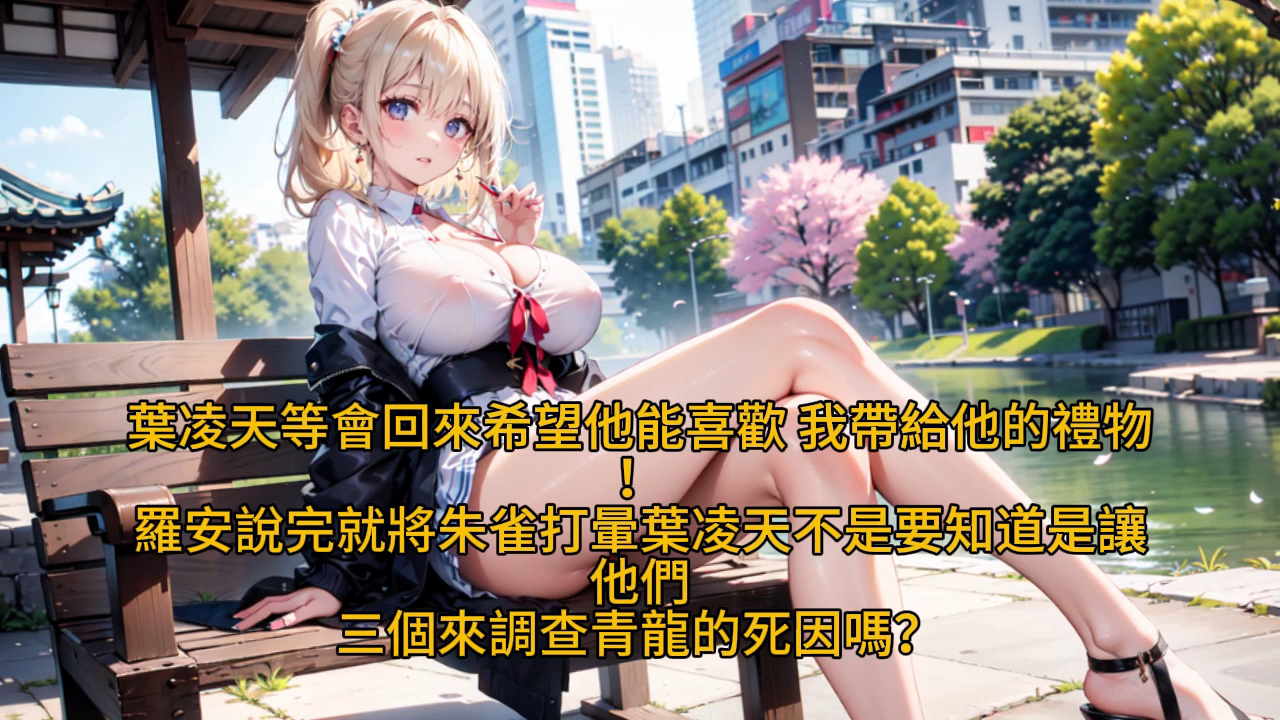 葉凌天等會回來希望他能喜歡 我帶給他的禮物
！
羅安說完就將朱雀打暈葉凌天不是要知道是讓
他們
三個來調查青龍的死因嗎？